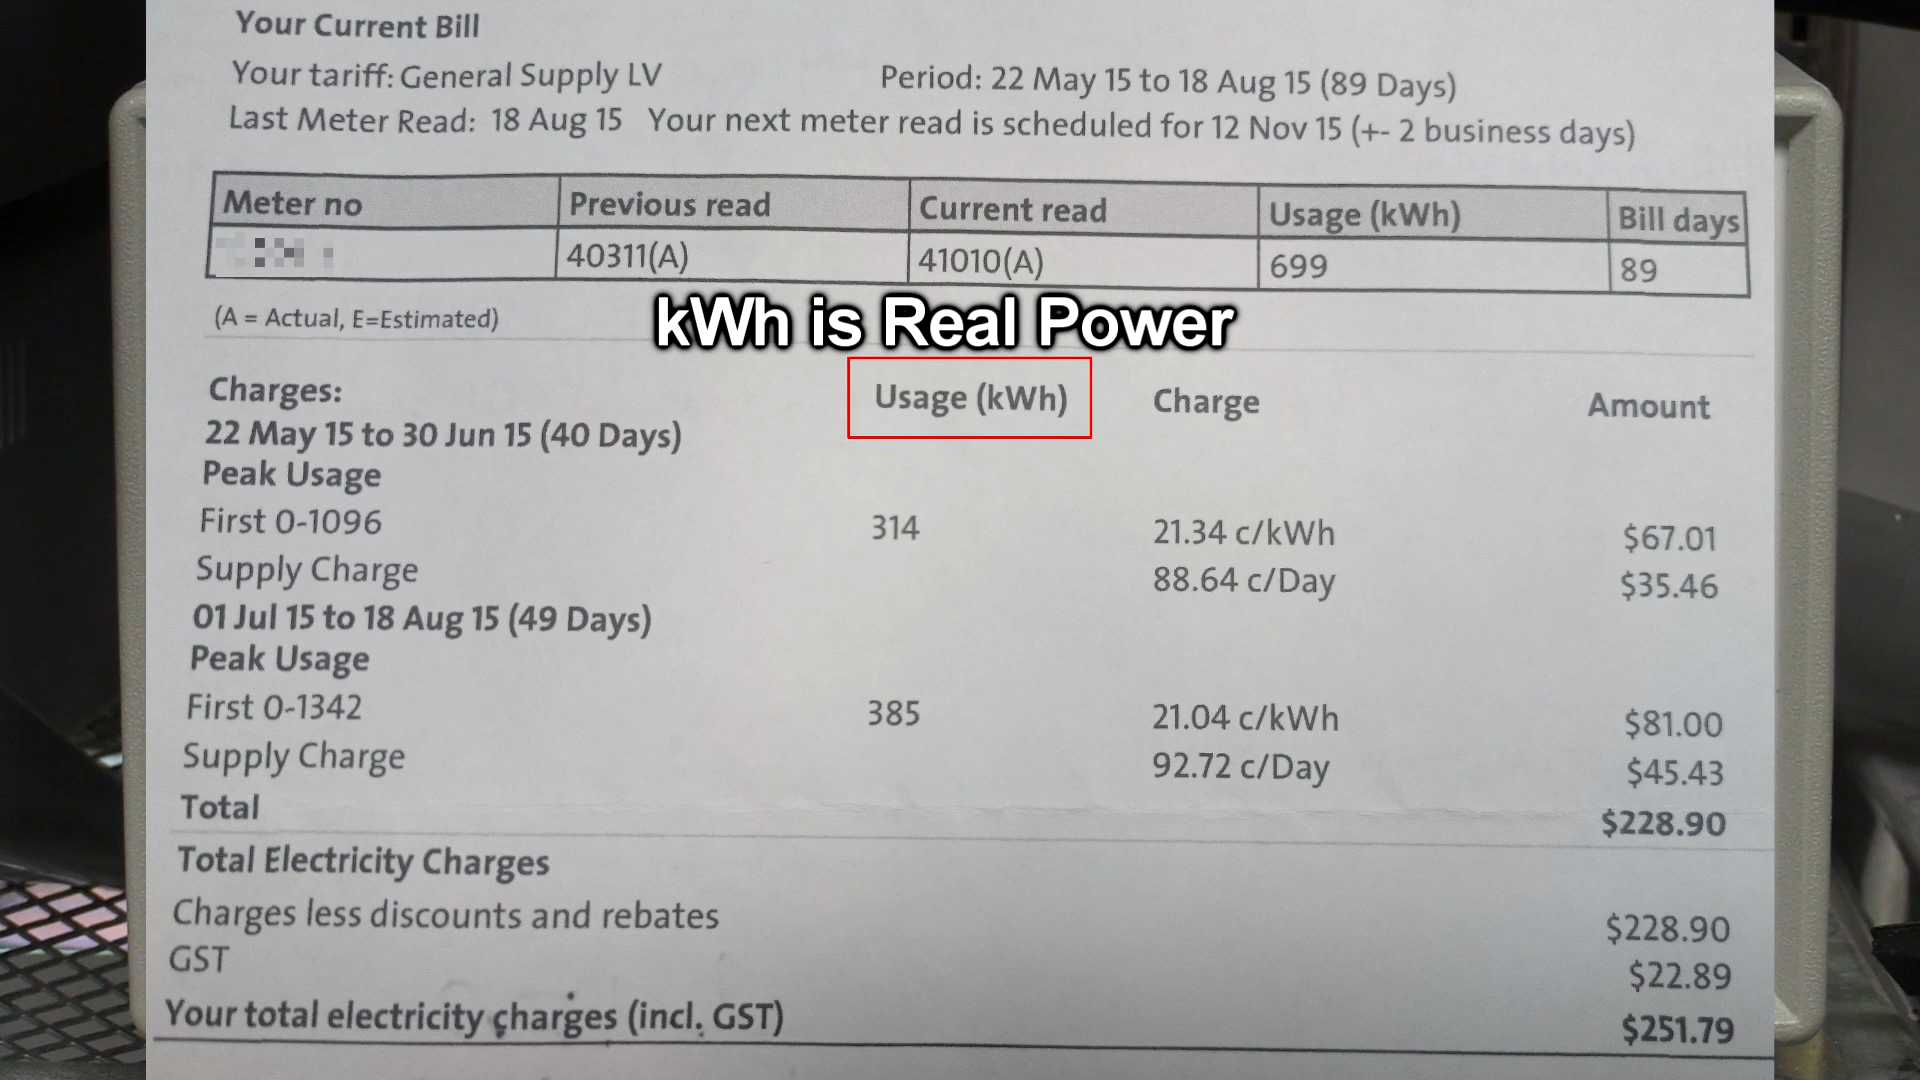 Your Current Bill
Your tariff: General Supply LV Period: 22 May 15 to 18 Aug 15 (89 Days)
Last Meter Read: 18 Aug 15 Your next meter read is scheduled for 12 Nov 15 (+- 2 business days)
Meter no Previous read Current read Usage (kWh) Bill days
40311(A) 41010(A) 699 89
(A = Actual, E=Estimated)
kWh is Real Power
Charges: Usage (kWh) Charge Amount
22 May 15 to 30 Jun 15 (40 Days)
Peak Usage
First 0-1096 314 21.34 c/kWh $67.01
Supply Charge 88.64 c/Day $35.46
01 Jul 15 to 18 Aug 15 (49 Days)
Peak Usage
First 0-1342 385 21.04 c/kWh $81.00
Supply Charge 92.72 c/Day $45.43
Total $228.90
Total Electricity Charges
Charges less discounts and rebates $228.90
GST $22.89
Your total electricity charges (incl. GST) $251.79